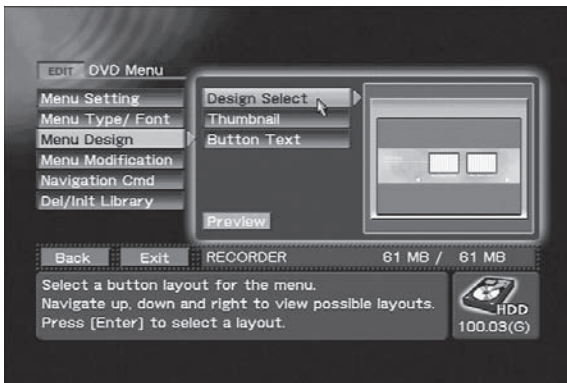 EDIT DVD Menu
Menu Setting
Menu Type/ Font
Menu Design
Menu Modification
Navigation Cmd
Del/Init Library
Design Select
Thumbnail
Button Text
Preview
Back Exit RECORDER 61 MB / 61 MB
Select a button layout for the menu.
Navigate up, down and right to view possible layouts.
Press [Enter] to select a layout.
HDD
100.03(G)